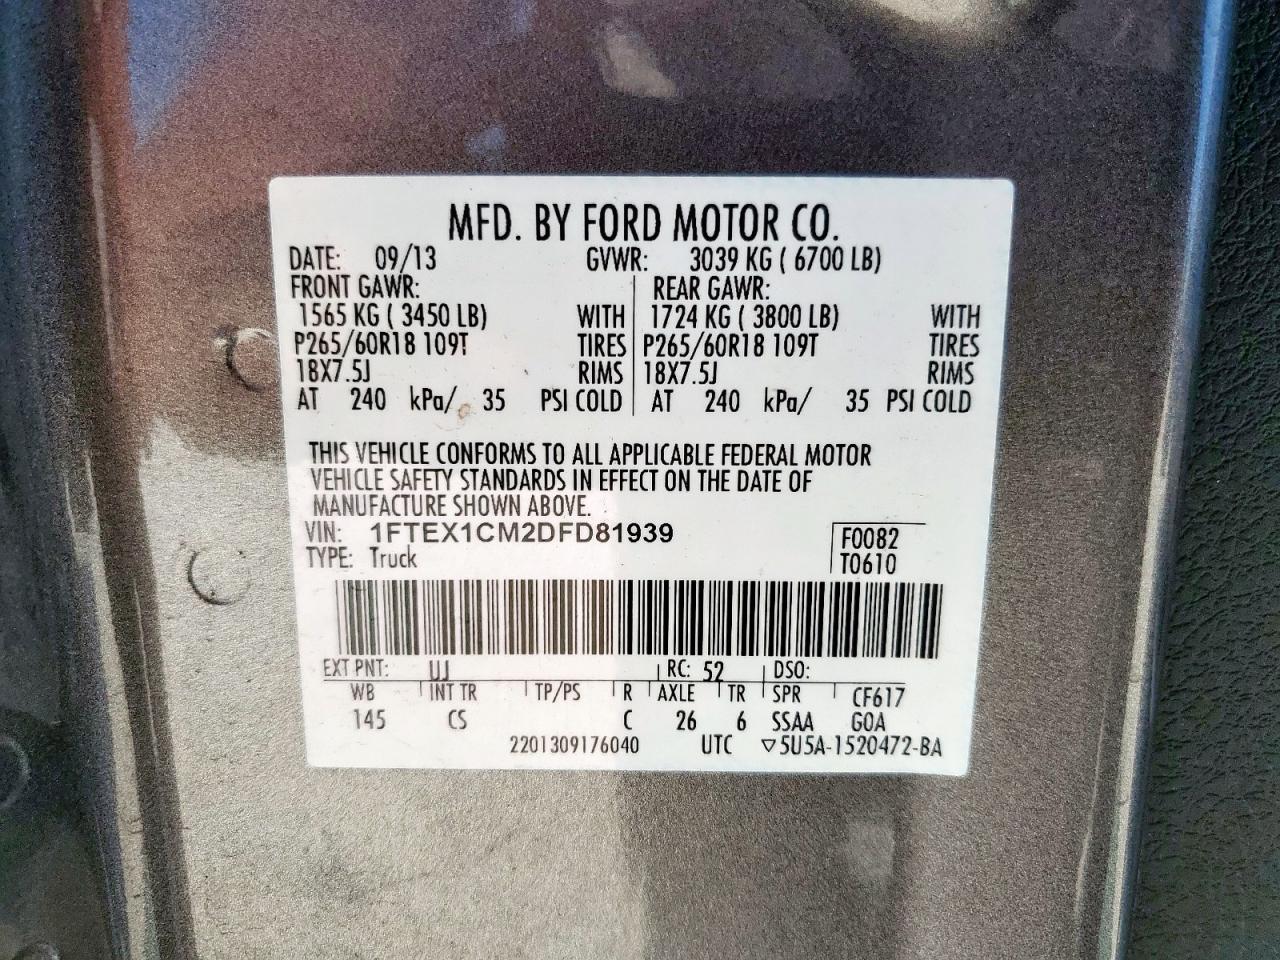 MFD. BY FORD MOTOR CO.
DATE: 09/13 GVWR: 3039 KG ( 6700 LB)
FRONT GAWR: REAR GAWR:
1565 KG ( 3450 LB) WITH 1724 KG ( 3800 LB) WITH
P265/60R18 109T TIRES P265/60R18 109T TIRES
18X7.5J RIMS 18X7.5J RIMS
AT 240 kPa/ 35 PSI COLD AT 240 kPa/ 35 PSI COLD
THIS VEHICLE CONFORMS TO ALL APPLICABLE FEDERAL MOTOR
VEHICLE SAFETY STANDARDS IN EFFECT ON THE DATE OF
MANUFACTURE SHOWN ABOVE.
VIN: 1FTEX1CM2DFD81939 F0082
TYPE: Truck T0610
EXT PNT: UJ RC: 52 DSO:
WB INT TR TP/PS R AXLE TR SPR CF617
145 CS C 26 6 SSAA GOA
2201309176040 UTC ▽5U5A-1520472-BA